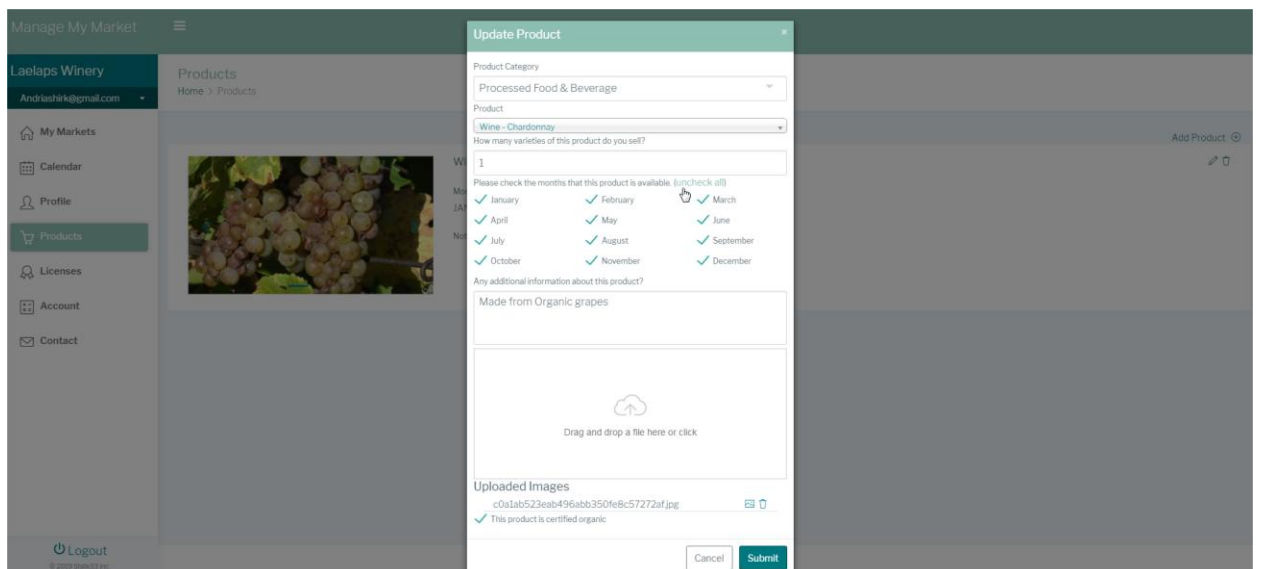 Manage My Market
Laelaps Winery
Andriashirk@gmail.com
My Markets
Calendar
Profile
Products
Licenses
Account
Contact
Logout
Products
Home > Products
Add Product
Update Product
Product Category
Processed Food & Beverage
Product
Wine - Chardonnay
How many varieties of this product do you sell?
1
Please check the months that this product is available. (uncheck all)
January February March
April May June
July August September
October November December
Any additional information about this product?
Made from Organic grapes
Drag and drop a file here or click
Uploaded Images
c0a1ab523eab496abb350fe8c57272af.jpg
This product is certified organic
Cancel Submit